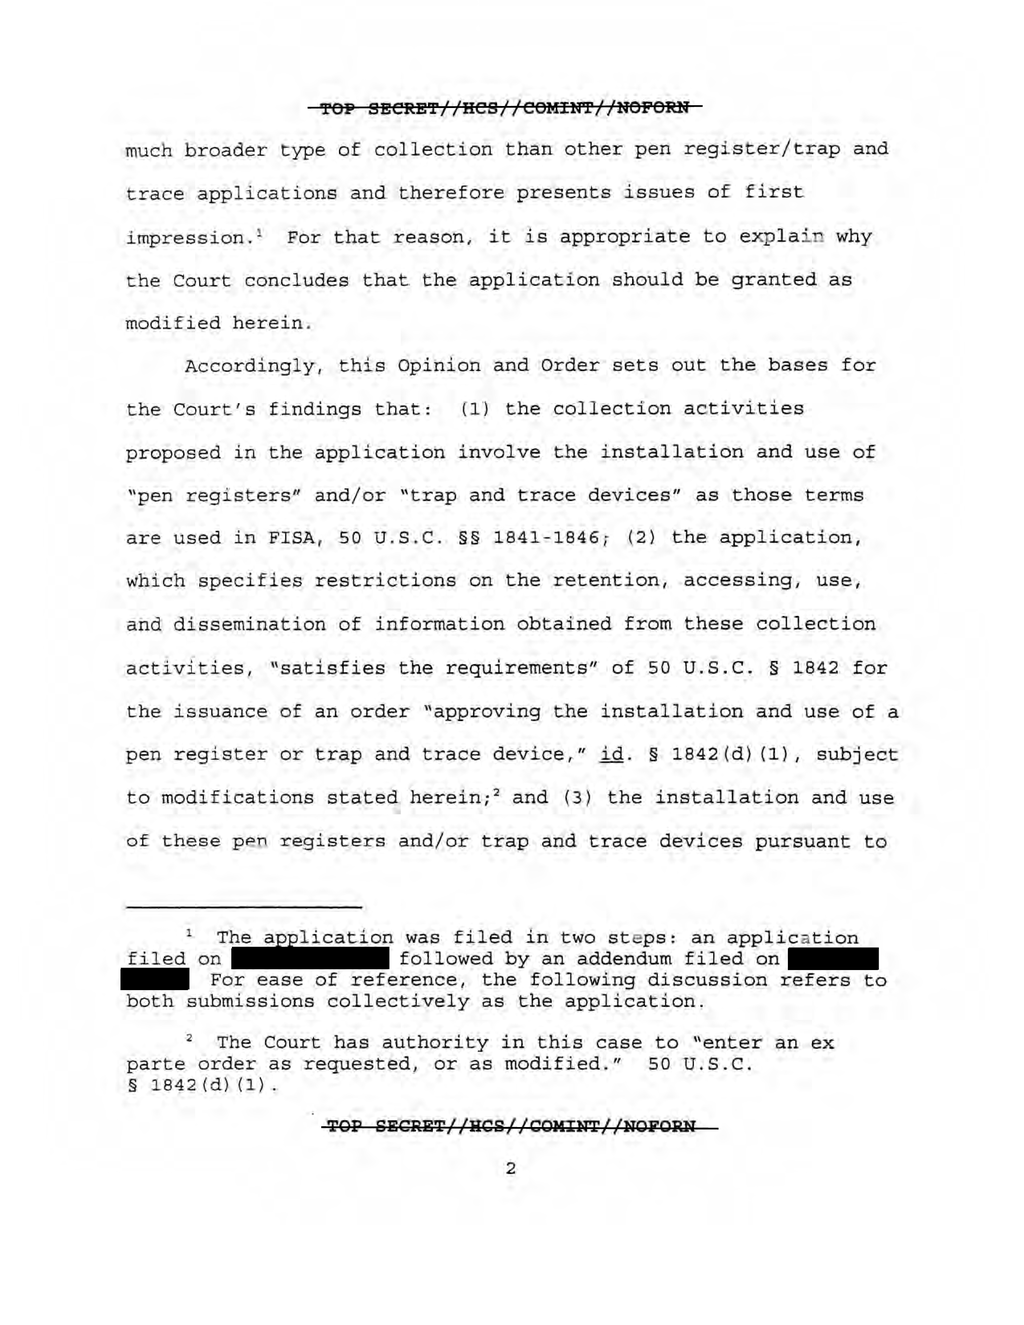 TOP SECRET//HCS//COMINT//NOFORN
much broader type of collection than other pen register/trap and
trace applications and therefore presents issues of first
impression.¹ For that reason, it is appropriate to explain why
the Court concludes that the application should be granted as
modified herein.
Accordingly, this Opinion and Order sets out the bases for
the Court's findings that: (1) the collection activities
proposed in the application involve the installation and use of
"pen registers" and/or "trap and trace devices" as those terms
are used in FISA, 50 U.S.C. §§ 1841-1846; (2) the application,
which specifies restrictions on the retention, accessing, use,
and dissemination of information obtained from these collection
activities, "satisfies the requirements" of 50 U.S.C. § 1842 for
the issuance of an order "approving the installation and use of a
pen register or trap and trace device," id. § 1842(d)(1), subject
to modifications stated herein;² and (3) the installation and use
of these pen registers and/or trap and trace devices pursuant to
¹ The application was filed in two steps: an application
filed on followed by an addendum filed on
For ease of reference, the following discussion refers to
both submissions collectively as the application.
² The Court has authority in this case to "enter an ex
parte order as requested, or as modified." 50 U.S.C.
§ 1842(d)(1).
TOP SECRET//HCS//COMINT//NOFORN
2